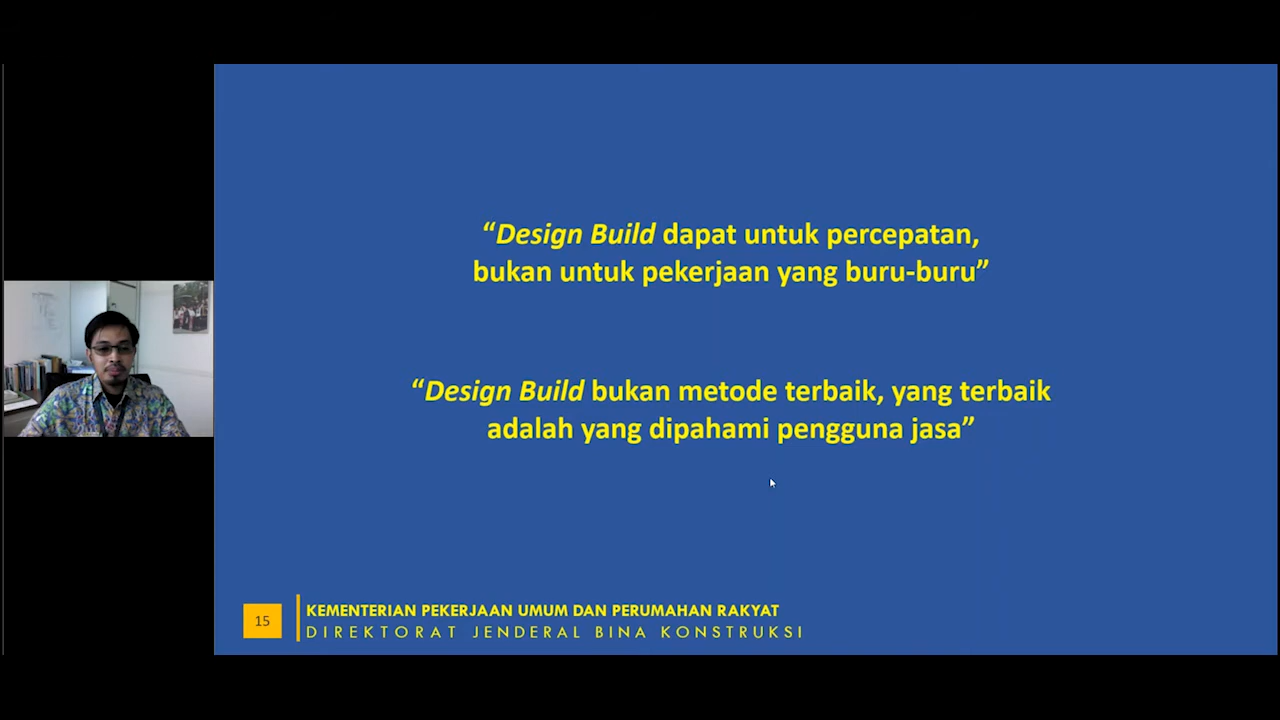 “Design Build dapat untuk percepatan,
bukan untuk pekerjaan yang buru-buru”
“Design Build bukan metode terbaik, yang terbaik
adalah yang dipahami pengguna jasa”
15
KEMENTERIAN PEKERJAAN UMUM DAN PERUMAHAN RAKYAT
DIREKTORAT JENDERAL BINA KONSTRUKSI